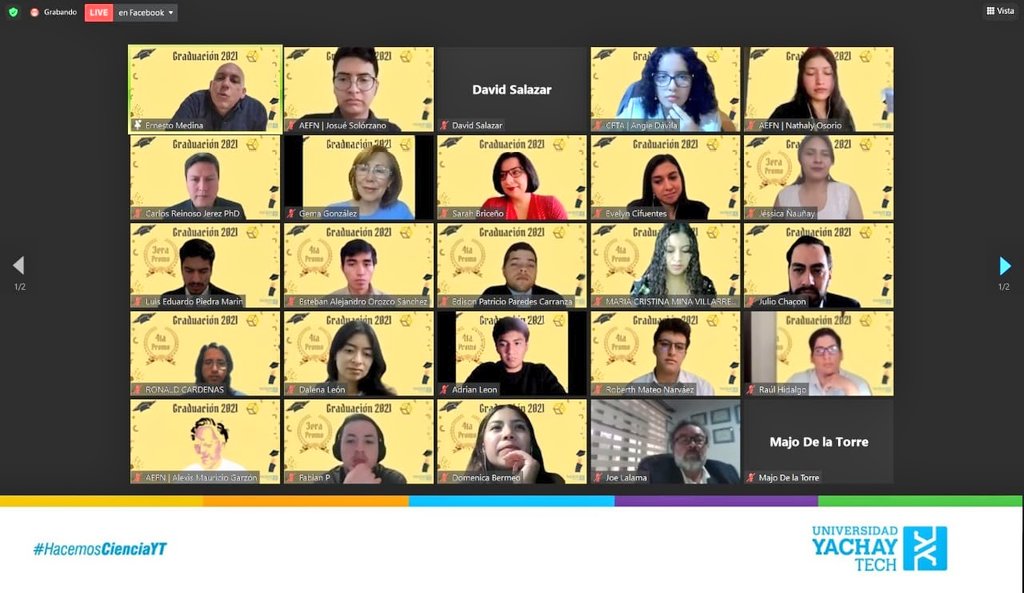 Grabando
LIVE en Facebook
Vista
Graduación 2021
Ernesto Medina
Graduación 2021
AEFN | Josué Solórzano
David Salazar
David Salazar
Graduación 2021
CFTA | Angie Dávila
Graduación 2021
AEFN | Nathaly Osorio
Graduación 2021
Carlos Reinoso Jerez PhD
Graduación 2021
Gema González
Graduación 2021
Sarah Briceño
Graduación 2021
Evelyn Cifuentes
Graduación 2021
3era
Promo
Jéssica Nauñay
Graduación 2021
3era
Promo
Luis Eduardo Piedra Marin
Graduación 2021
4ta
Promo
Esteban Alejandro Orozco Sánchez
Graduación 2021
4ta
Promo
Edison Patricio Paredes Carranza
Graduación 2021
4ta
Promo
MARIA CRISTINA MINA VILLARRE...
Graduación 2021
Julio Chacon
1/2
1/2
Graduación 2021
4ta
Promo
RONALD CARDENAS
Graduación 2021
4ta
Promo
Dalena León
Graduación 2021
4ta
Promo
Adrian Leon
Graduación 2021
4ta
Promo
Roberth Mateo Narváez
Graduación 2021
4ta
Promo
Raúl Hidalgo
Graduación 2021
AEFN | Alexis Mauricio Garzón
Graduación 2021
3era
Promo
Fabian P
Graduación 2021
4ta
Promo
Domenica Bermeo
Joe Lalama
Majo De la Torre
Majo De la Torre
#HacemosCienciaYT
UNIVERSIDAD
YACHAY
TECH